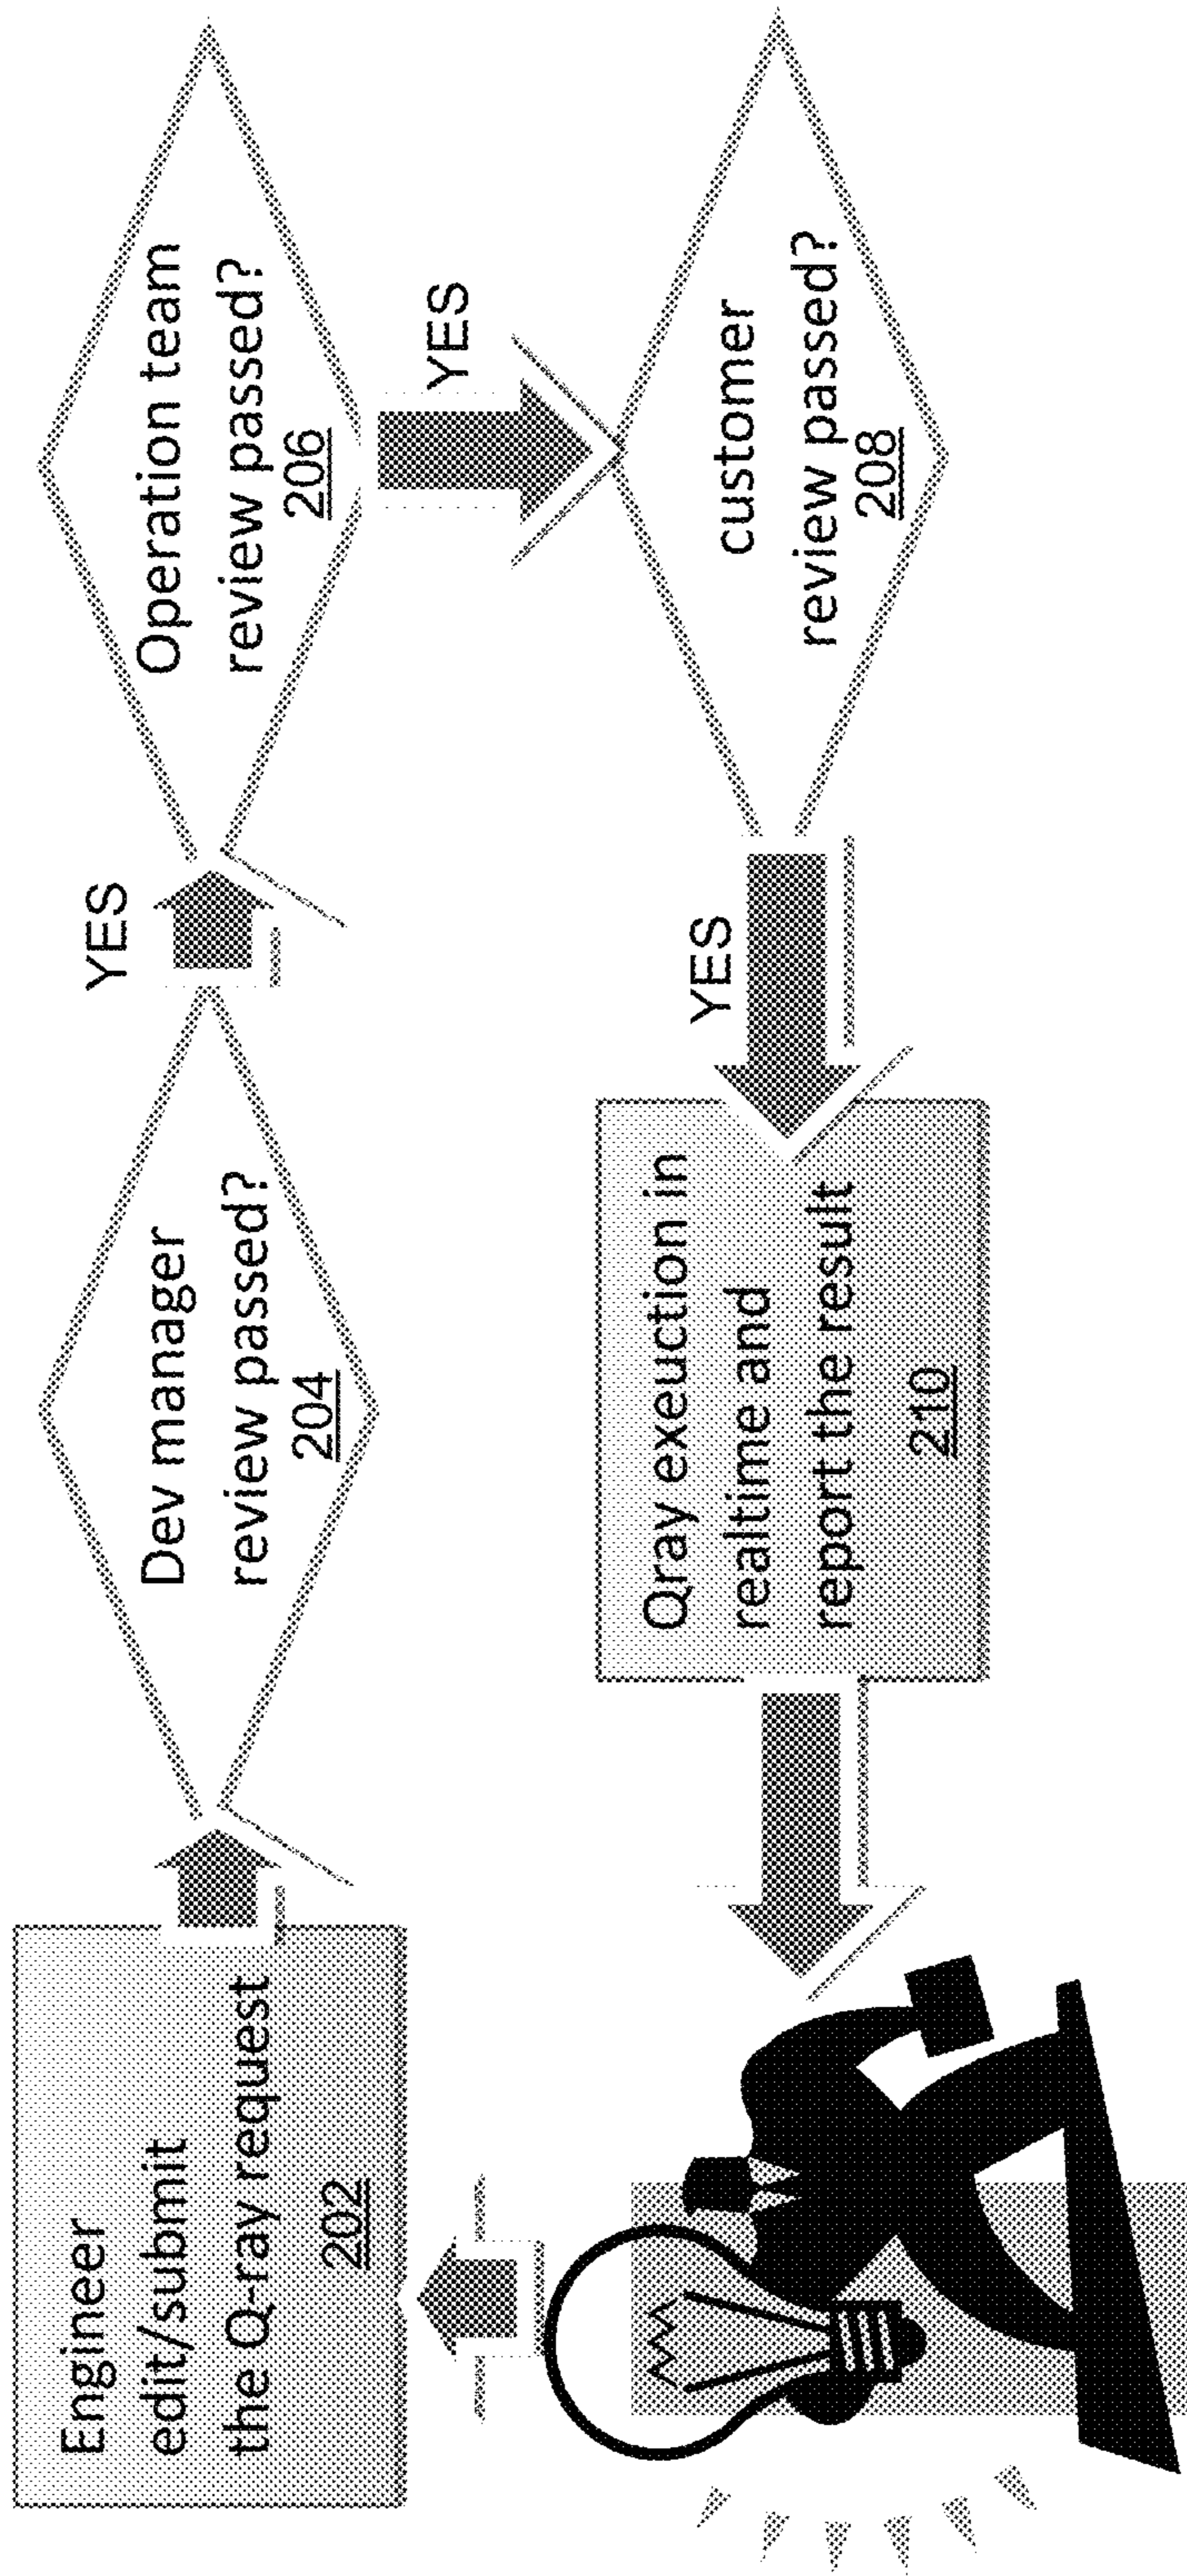 Engineer
edit/submit
the Q-ray request
202
Dev manager
review passed?
204
YES
Operation team
review passed?
206
YES
customer
review passed?
208
YES
Qray exeuction in
realtime and
report the result
210